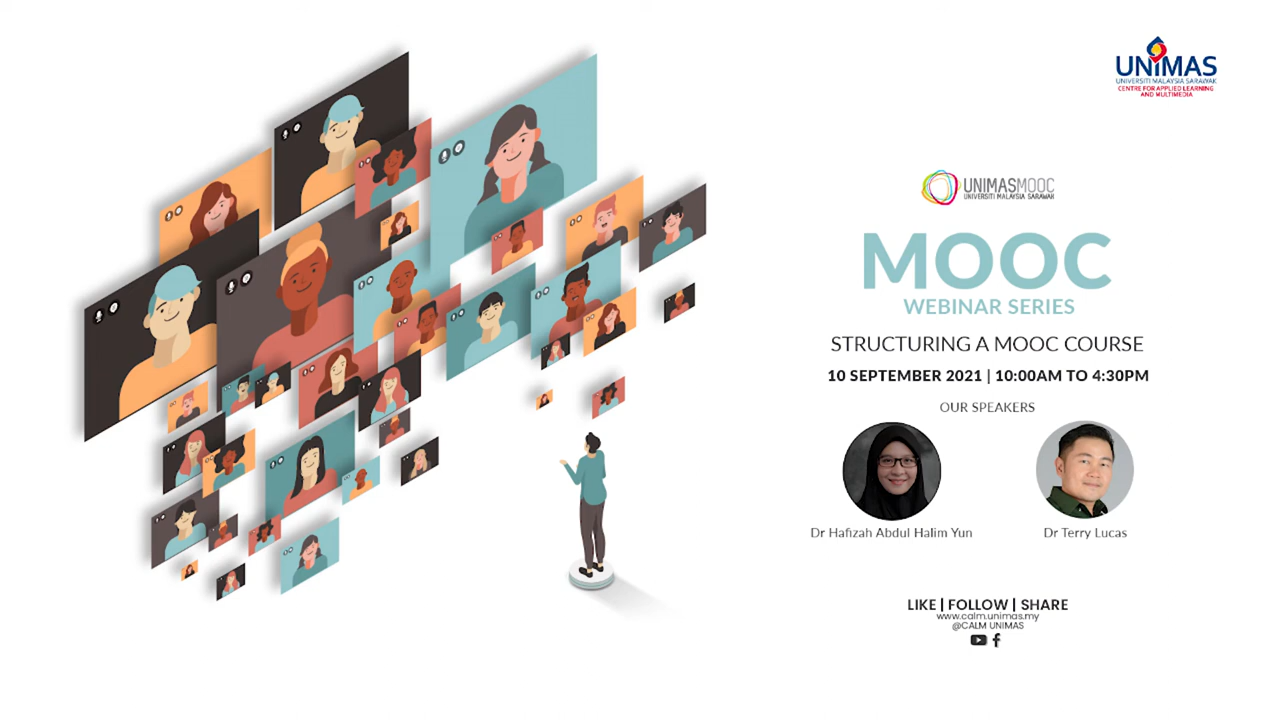 UNIMAS
UNIVERSITI MALAYSIA SARAWAK
CENTRE FOR APPLIED LEARNING
AND MULTIMEDIA
UNIMASMOOC
UNIVERSITI MALAYSIA SARAWAK
MOOC
WEBINAR SERIES
STRUCTURING A MOOC COURSE
10 SEPTEMBER 2021 | 10:00AM TO 4:30PM
OUR SPEAKERS
Dr Hafizah Abdul Halim Yun
Dr Terry Lucas
LIKE | FOLLOW | SHARE
www.calm.unimas.my
@CALM UNIMAS